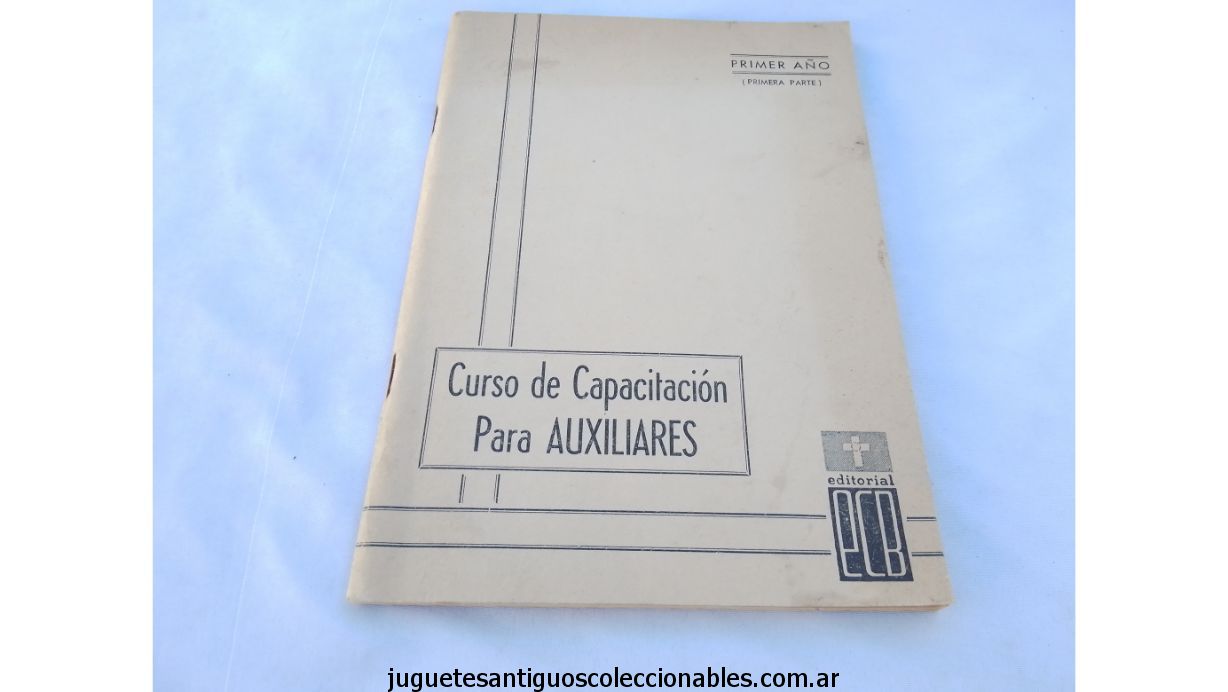 PRIMER AÑO
(PRIMERA PARTE)
Curso de Capacitación
Para AUXILIARES
editorial
ECB
juguetesantiguoscoleccionables.com.ar